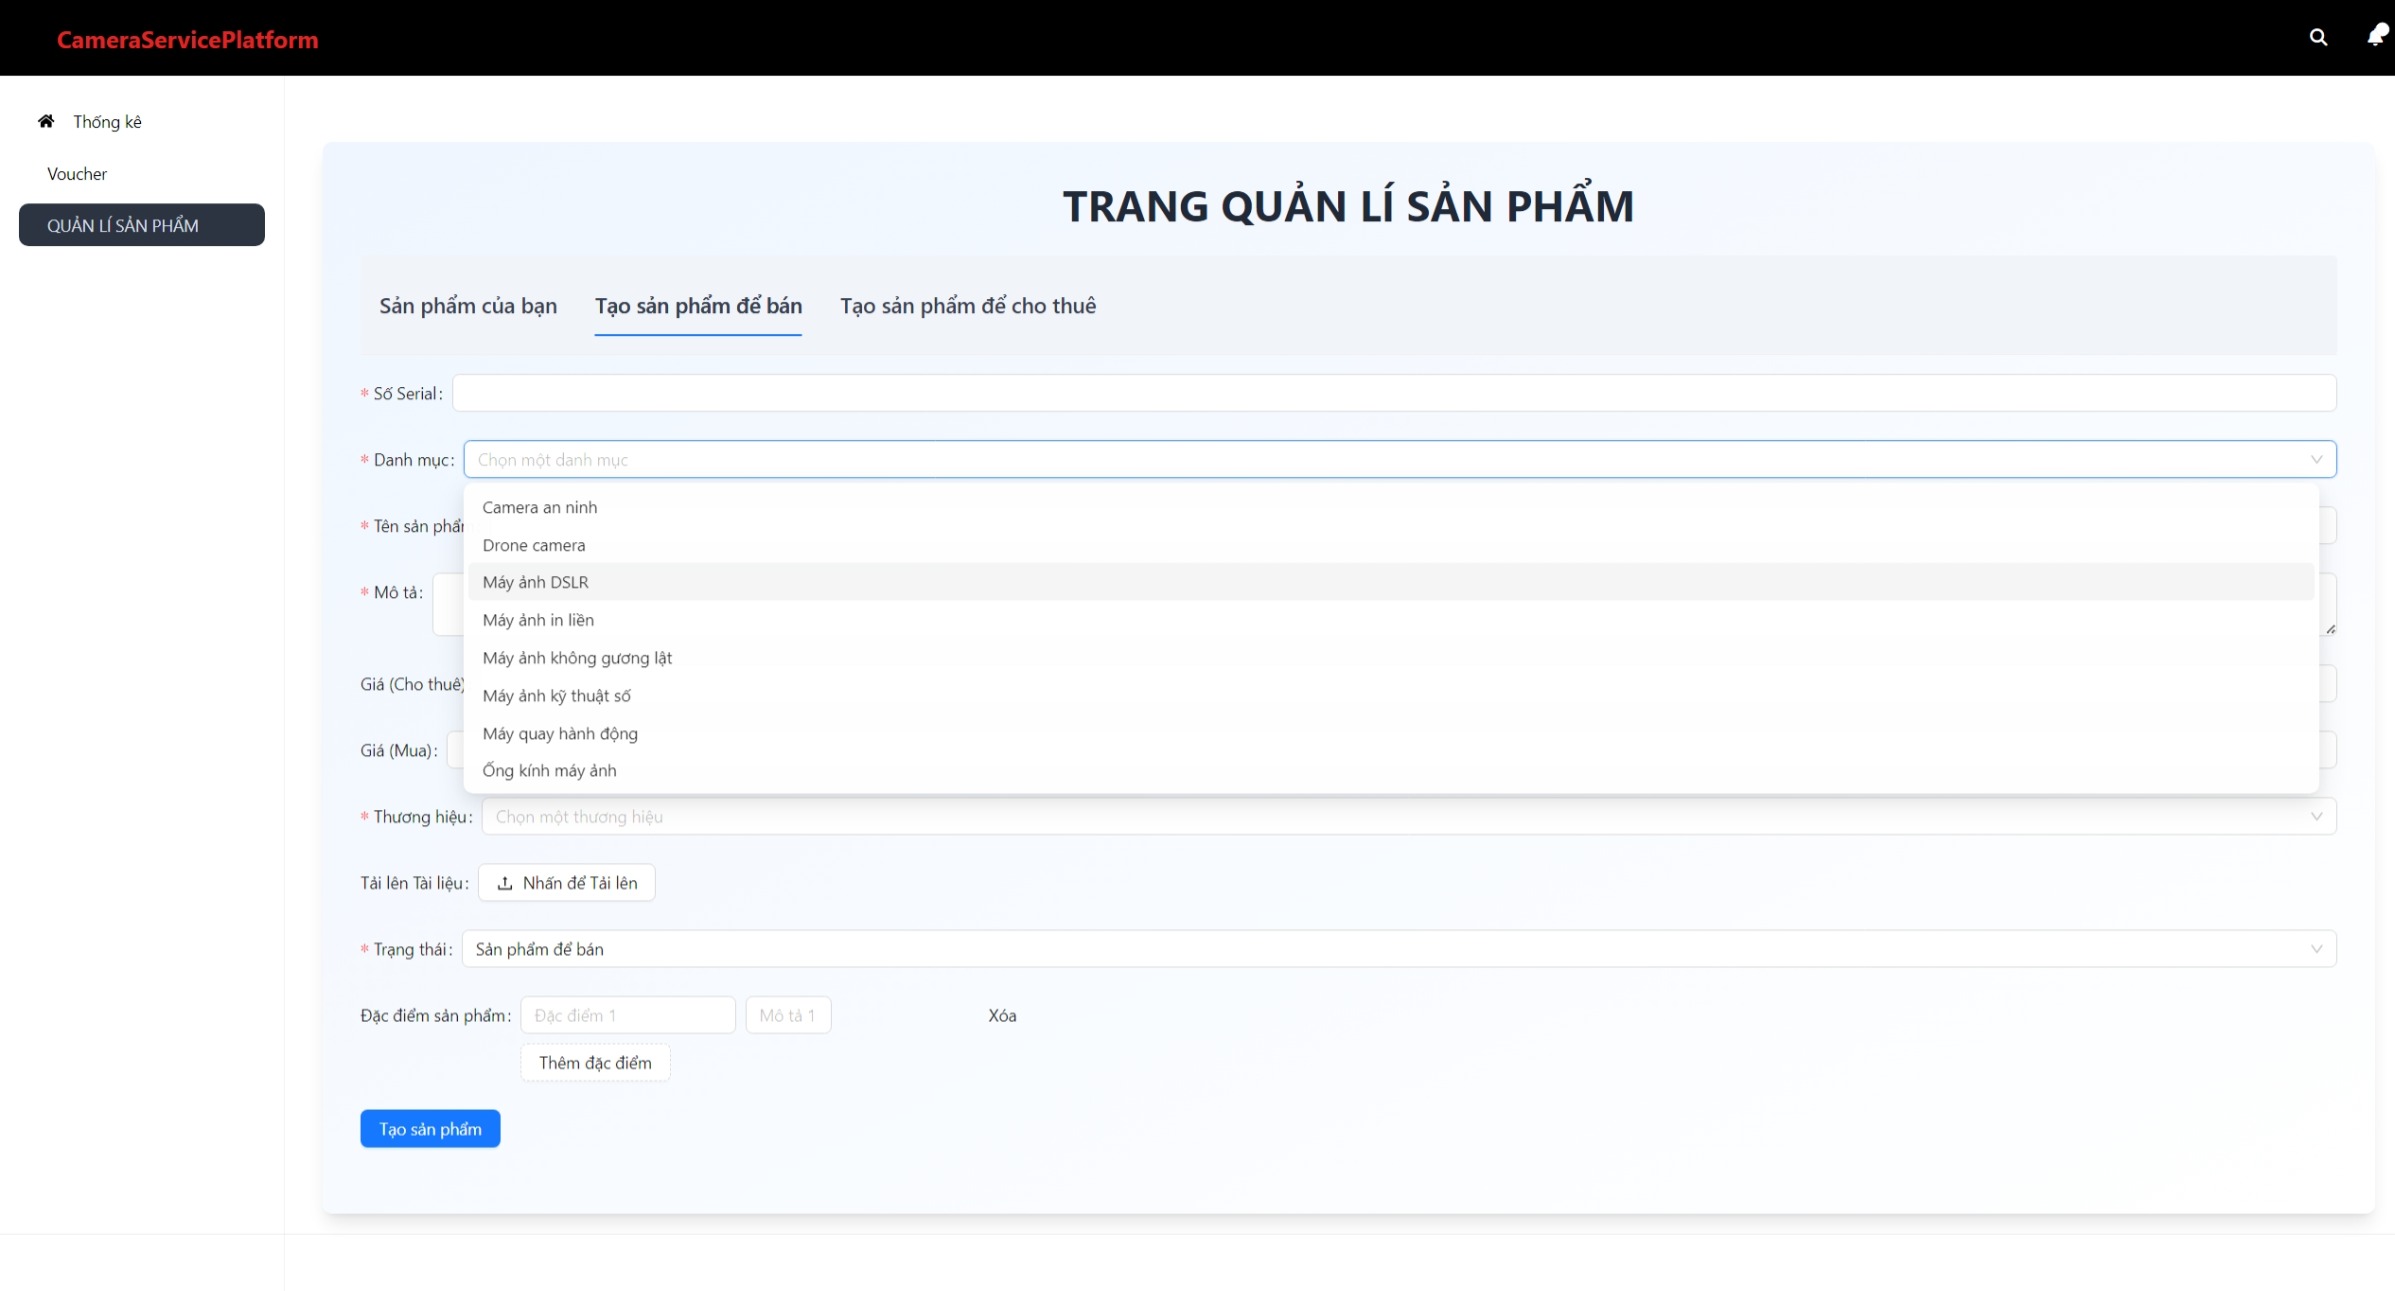 CameraServicePlatform
Thống kê
Voucher
QUẢN LÍ SẢN PHẨM
TRANG QUẢN LÍ SẢN PHẨM
Sản phẩm của bạn
Tạo sản phẩm để bán
Tạo sản phẩm để cho thuê
* Số Serial:
* Danh mục: Chọn một danh mục
Camera an ninh
* Tên sản phẩ
Drone camera
Máy ảnh DSLR
* Mô tả:
Máy ảnh in liền
Máy ảnh không gương lật
Giá (Cho thuê)
Máy ảnh kỹ thuật số
Máy quay hành động
Giá (Mua):
Ống kính máy ảnh
* Thương hiệu: Chọn một thương hiệu
Tải lên Tài liệu: Nhấn để Tải lên
* Trạng thái: Sản phẩm để bán
Đặc điểm sản phẩm: Đặc điểm 1 Mô tả 1 Xóa
Thêm đặc điểm
Tạo sản phẩm